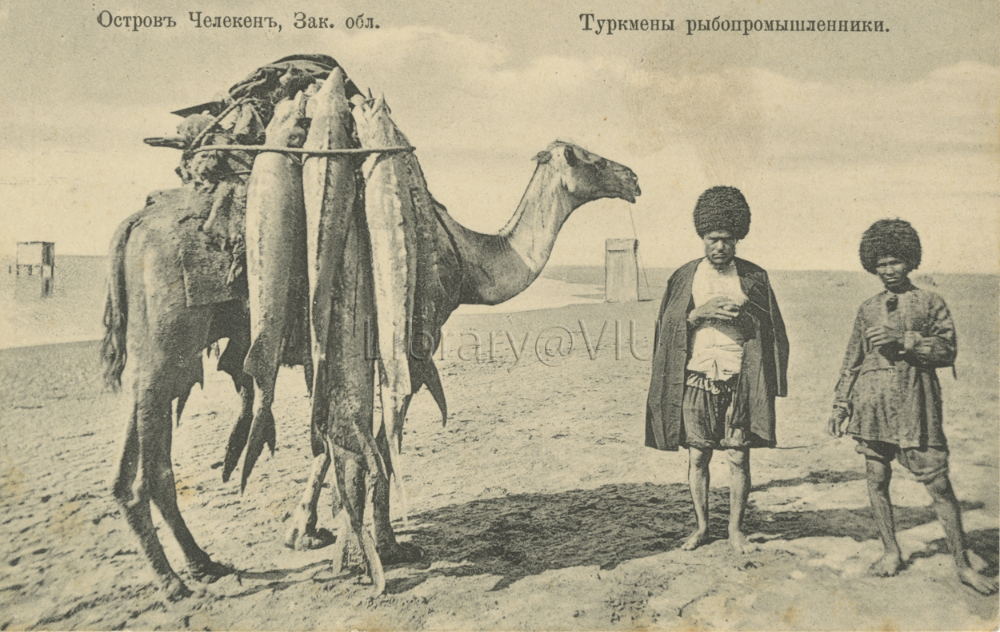 Островъ Челекенъ, Зак. обл.
Туркмены рыбопромышленники.
Library@VIU